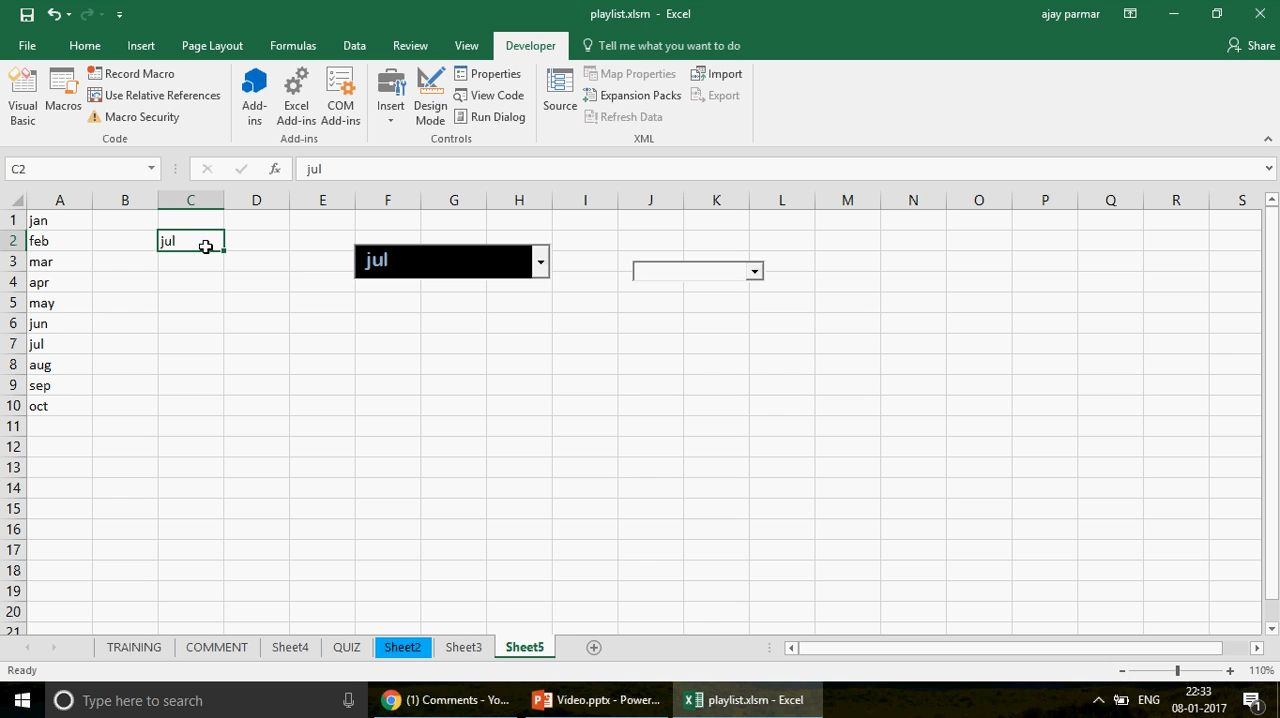 playlist.xlsm - Excel
ajay parmar
File Home Insert Page Layout Formulas Data Review View Developer Tell me what you want to do Share
Visual Basic
Macros
Record Macro
Use Relative References
Macro Security
Code
Add-ins
Excel Add-ins
COM Add-ins
Add-ins
Insert
Design Mode
Properties
View Code
Run Dialog
Controls
Source
Map Properties
Expansion Packs
Refresh Data
Import
Export
XML
C2 fx jul
A B C D E F G H I J K L M N O P Q R S
1 jan
2 feb jul
3 mar jul
4 apr
5 may
6 jun
7 jul
8 aug
9 sep
10 oct
11
12
13
14
15
16
17
18
19
20
21
TRAINING COMMENT Sheet4 QUIZ Sheet2 Sheet3 Sheet5
Ready 110%
Type here to search
(1) Comments - Yo...
Video.pptx - Power...
playlist.xlsm - Excel
ENG
22:33
08-01-2017
1